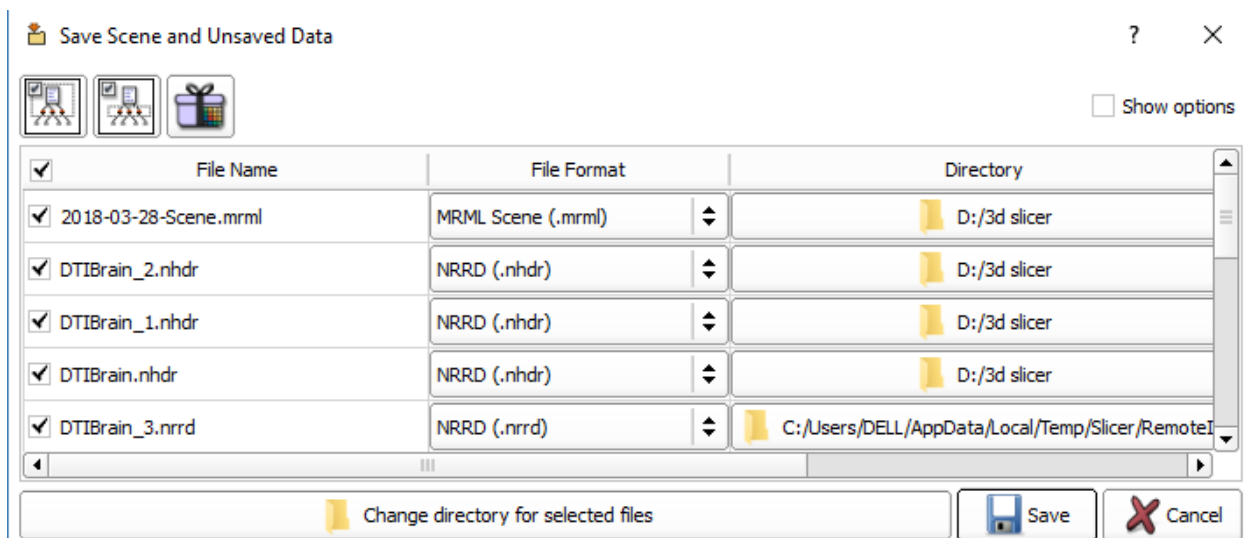 Save Scene and Unsaved Data
?
Show options
File Name File Format Directory
2018-03-28-Scene.mrml MRML Scene (.mrml) D:/3d slicer
DTIBrain_2.nhdr NRRD (.nhdr) D:/3d slicer
DTIBrain_1.nhdr NRRD (.nhdr) D:/3d slicer
DTIBrain.nhdr NRRD (.nhdr) D:/3d slicer
DTIBrain_3.nrrd NRRD (.nrrd) C:/Users/DELL/AppData/Local/Temp/Slicer/RemoteI
Change directory for selected files Save Cancel